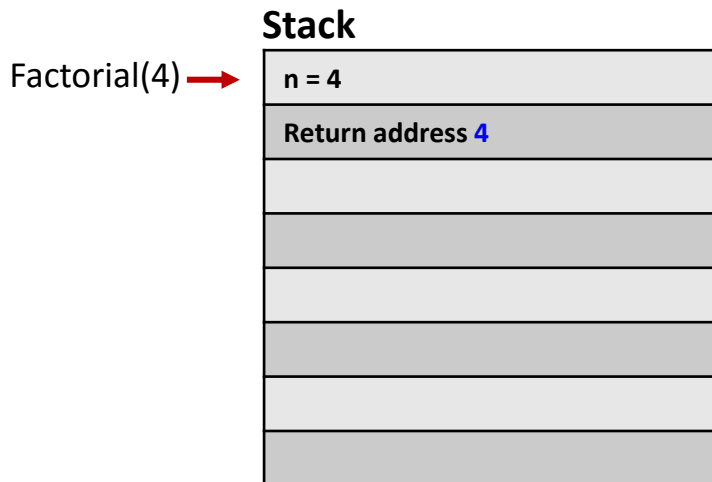 Stack
Factorial(4)
n = 4
Return address 4